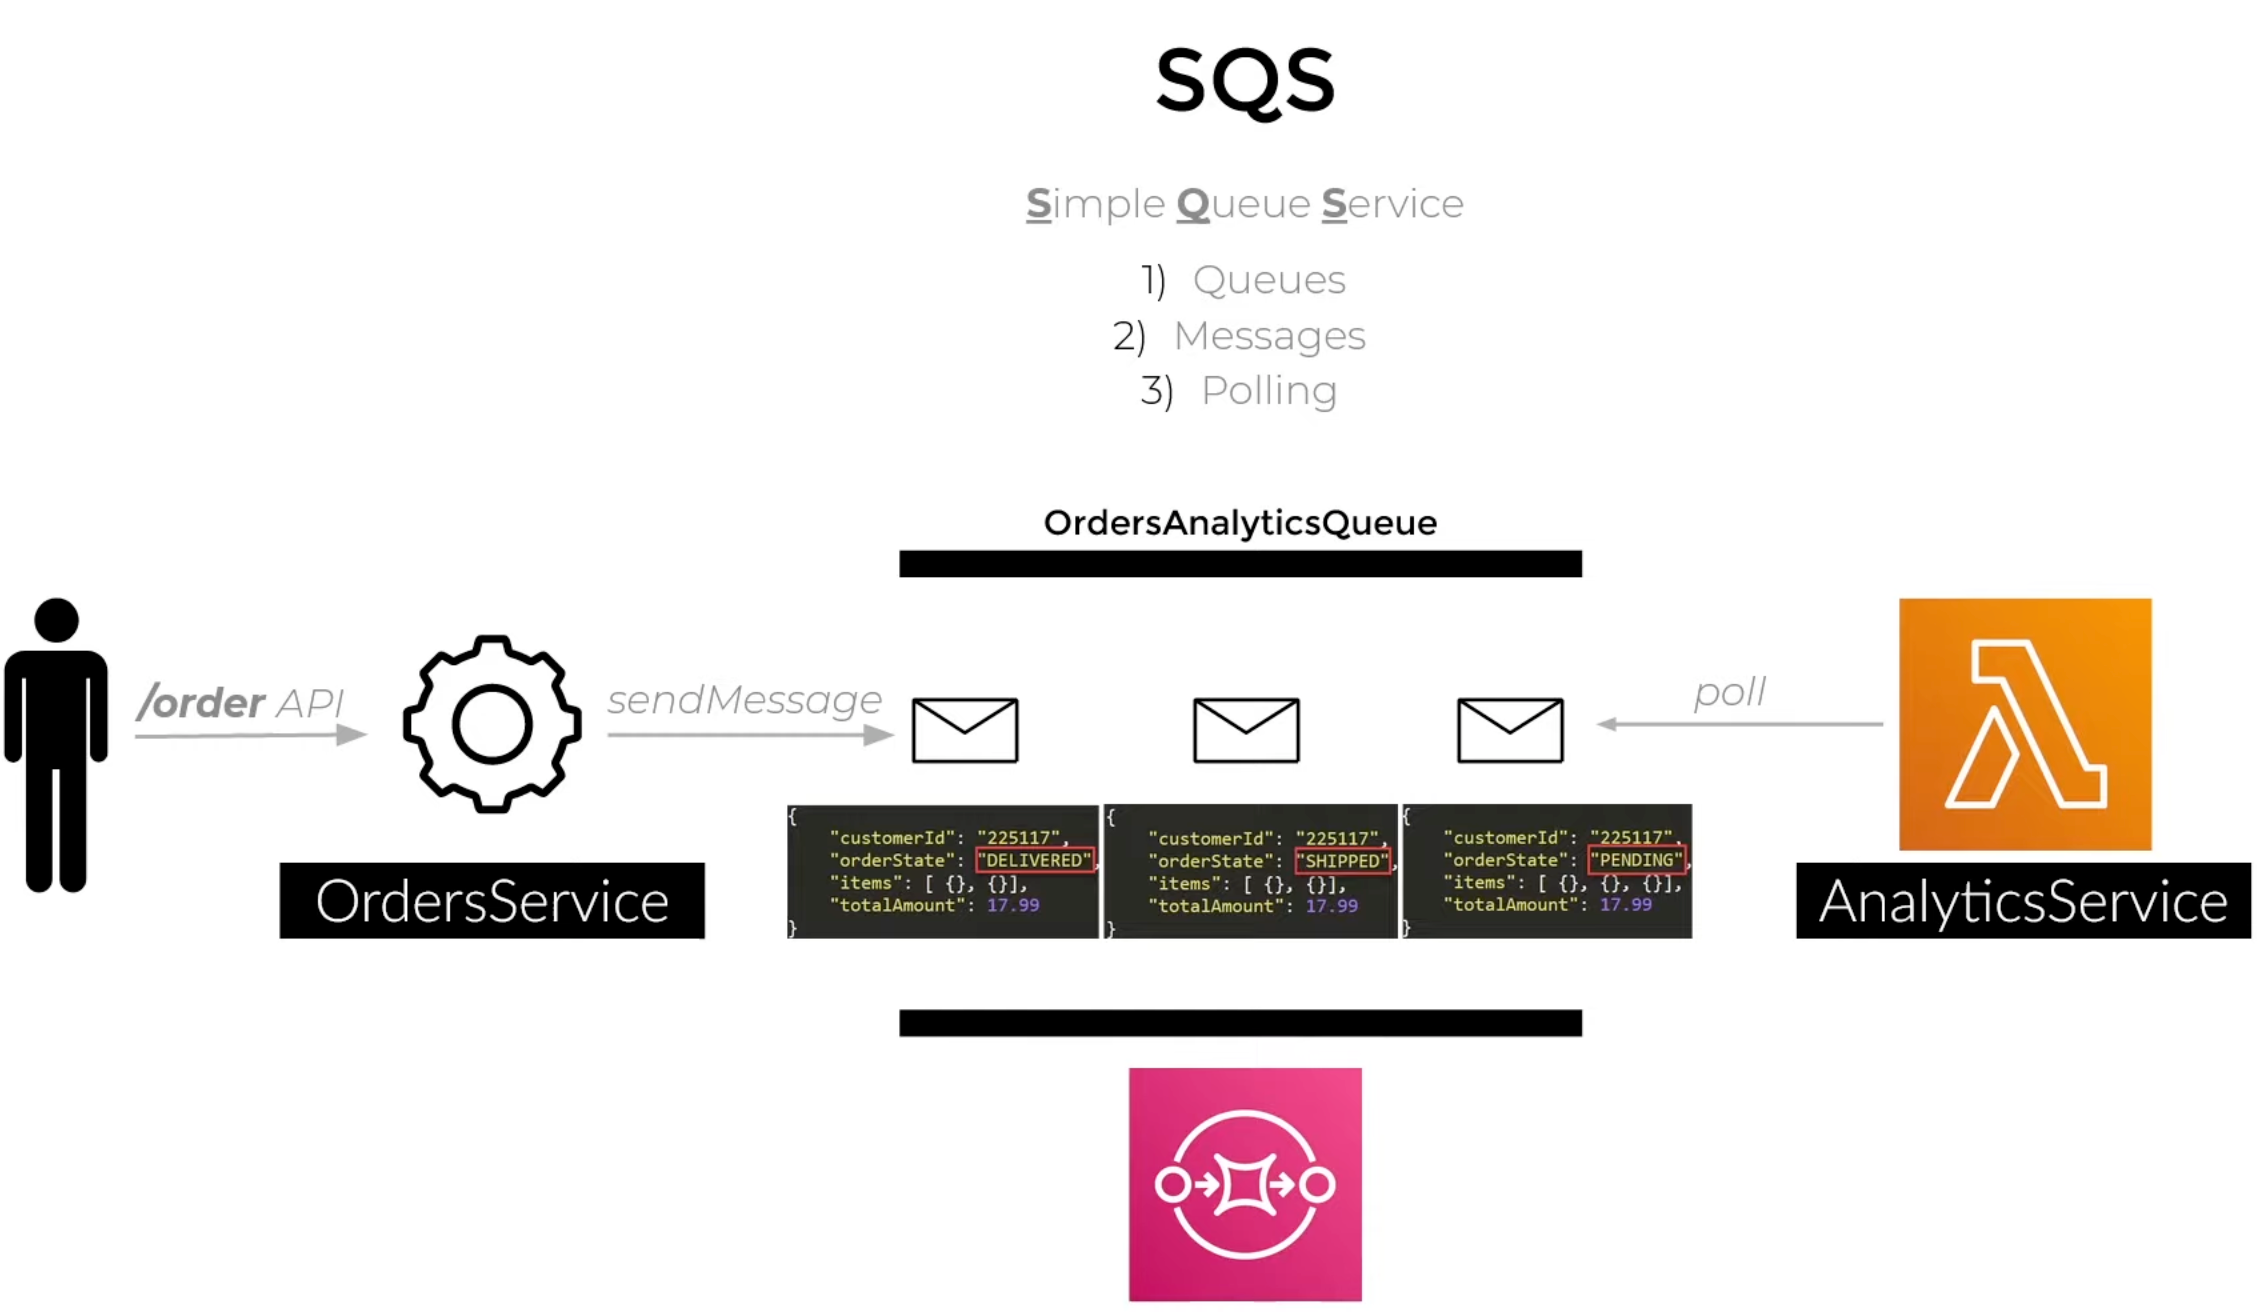 SQS
Simple Queue Service
1) Queues
2) Messages
3) Polling
OrdersAnalyticsQueue
/order API
sendMessage
poll
{
"customerId": "225117",
"orderState": "DELIVERED",
"items": [ {}, {}],
"totalAmount": 17.99
}
{
"customerId": "225117",
"orderState": "SHIPPED",
"items": [ {}, {}],
"totalAmount": 17.99
}
{
"customerId": "225117",
"orderState": "PENDING",
"items": [ {}, {}, {}],
"totalAmount": 17.99
}
OrdersService
AnalyticsService